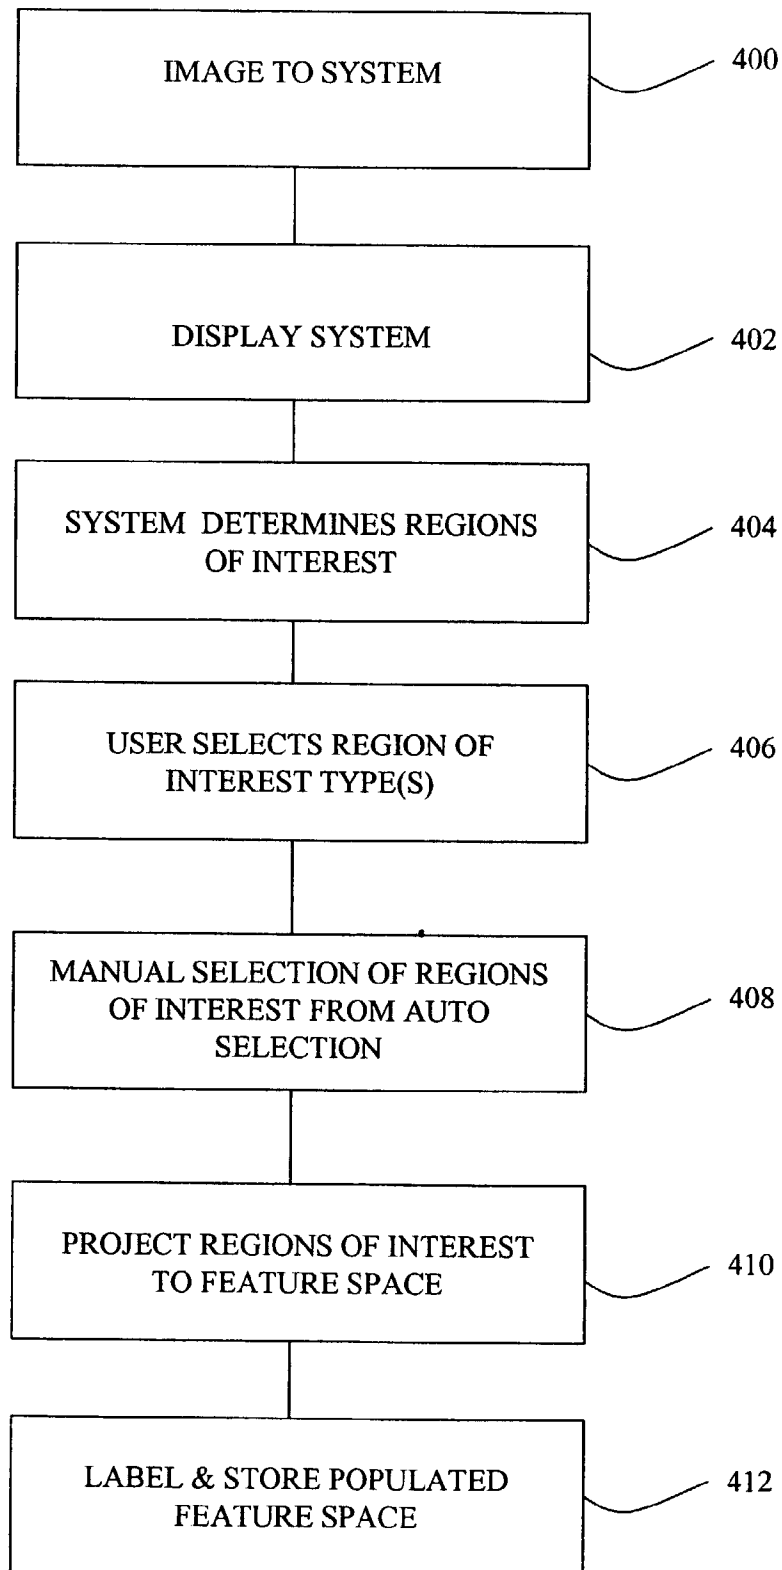 IMAGE TO SYSTEM
400
DISPLAY SYSTEM
402
SYSTEM DETERMINES REGIONS
OF INTEREST
404
USER SELECTS REGION OF
INTEREST TYPE(S)
406
MANUAL SELECTION OF REGIONS
OF INTEREST FROM AUTO
SELECTION
408
PROJECT REGIONS OF INTEREST
TO FEATURE SPACE
410
LABEL & STORE POPULATED
FEATURE SPACE
412